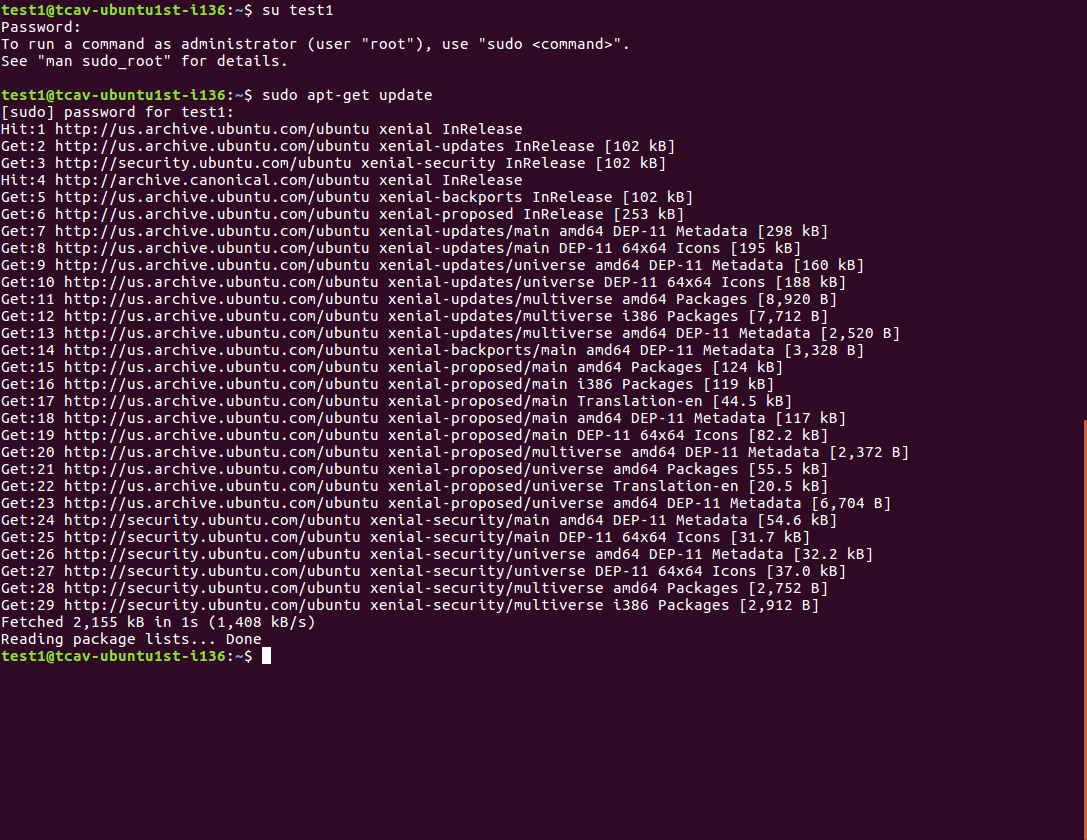 test1@tcav-ubuntu1st-i136:~$ su test1
Password:
To run a command as administrator (user "root"), use "sudo <command>".
See "man sudo_root" for details.
test1@tcav-ubuntu1st-i136:~$ sudo apt-get update
[sudo] password for test1:
Hit:1 http://us.archive.ubuntu.com/ubuntu xenial InRelease
Get:2 http://us.archive.ubuntu.com/ubuntu xenial-updates InRelease [102 kB]
Get:3 http://security.ubuntu.com/ubuntu xenial-security InRelease [102 kB]
Hit:4 http://archive.canonical.com/ubuntu xenial InRelease
Get:5 http://us.archive.ubuntu.com/ubuntu xenial-backports InRelease [102 kB]
Get:6 http://us.archive.ubuntu.com/ubuntu xenial-proposed InRelease [253 kB]
Get:7 http://us.archive.ubuntu.com/ubuntu xenial-updates/main amd64 DEP-11 Metadata [298 kB]
Get:8 http://us.archive.ubuntu.com/ubuntu xenial-updates/main DEP-11 64x64 Icons [195 kB]
Get:9 http://us.archive.ubuntu.com/ubuntu xenial-updates/universe amd64 DEP-11 Metadata [160 kB]
Get:10 http://us.archive.ubuntu.com/ubuntu xenial-updates/universe DEP-11 64x64 Icons [188 kB]
Get:11 http://us.archive.ubuntu.com/ubuntu xenial-updates/multiverse amd64 Packages [8,920 B]
Get:12 http://us.archive.ubuntu.com/ubuntu xenial-updates/multiverse i386 Packages [7,712 B]
Get:13 http://us.archive.ubuntu.com/ubuntu xenial-updates/multiverse amd64 DEP-11 Metadata [2,520 B]
Get:14 http://us.archive.ubuntu.com/ubuntu xenial-backports/main amd64 DEP-11 Metadata [3,328 B]
Get:15 http://us.archive.ubuntu.com/ubuntu xenial-proposed/main amd64 Packages [124 kB]
Get:16 http://us.archive.ubuntu.com/ubuntu xenial-proposed/main i386 Packages [119 kB]
Get:17 http://us.archive.ubuntu.com/ubuntu xenial-proposed/main Translation-en [44.5 kB]
Get:18 http://us.archive.ubuntu.com/ubuntu xenial-proposed/main amd64 DEP-11 Metadata [117 kB]
Get:19 http://us.archive.ubuntu.com/ubuntu xenial-proposed/main DEP-11 64x64 Icons [82.2 kB]
Get:20 http://us.archive.ubuntu.com/ubuntu xenial-proposed/multiverse amd64 DEP-11 Metadata [2,372 B]
Get:21 http://us.archive.ubuntu.com/ubuntu xenial-proposed/universe amd64 Packages [55.5 kB]
Get:22 http://us.archive.ubuntu.com/ubuntu xenial-proposed/universe Translation-en [20.5 kB]
Get:23 http://us.archive.ubuntu.com/ubuntu xenial-proposed/universe amd64 DEP-11 Metadata [6,704 B]
Get:24 http://security.ubuntu.com/ubuntu xenial-security/main amd64 DEP-11 Metadata [54.6 kB]
Get:25 http://security.ubuntu.com/ubuntu xenial-security/main DEP-11 64x64 Icons [31.7 kB]
Get:26 http://security.ubuntu.com/ubuntu xenial-security/universe amd64 DEP-11 Metadata [32.2 kB]
Get:27 http://security.ubuntu.com/ubuntu xenial-security/universe DEP-11 64x64 Icons [37.0 kB]
Get:28 http://security.ubuntu.com/ubuntu xenial-security/multiverse amd64 Packages [2,752 B]
Get:29 http://security.ubuntu.com/ubuntu xenial-security/multiverse i386 Packages [2,912 B]
Fetched 2,155 kB in 1s (1,408 kB/s)
Reading package lists... Done
test1@tcav-ubuntu1st-i136:~$